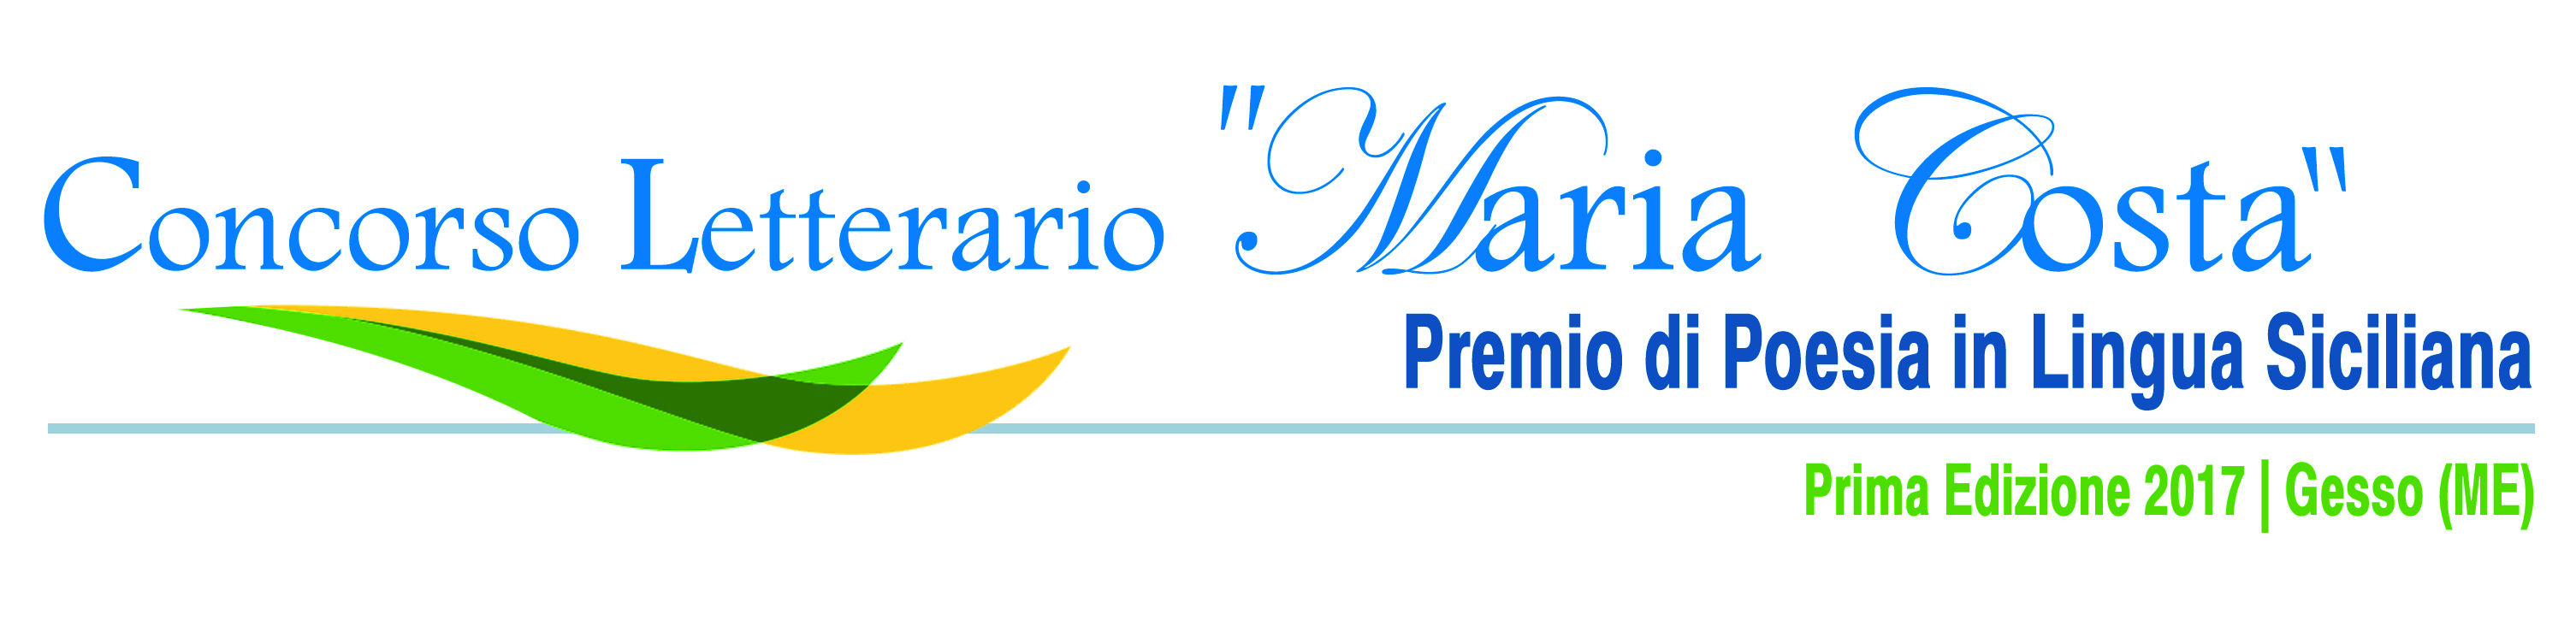 Concorso Letterario "Maria Costa"
Premio di Poesia in Lingua Siciliana
Prima Edizione 2017 | Gesso (ME)